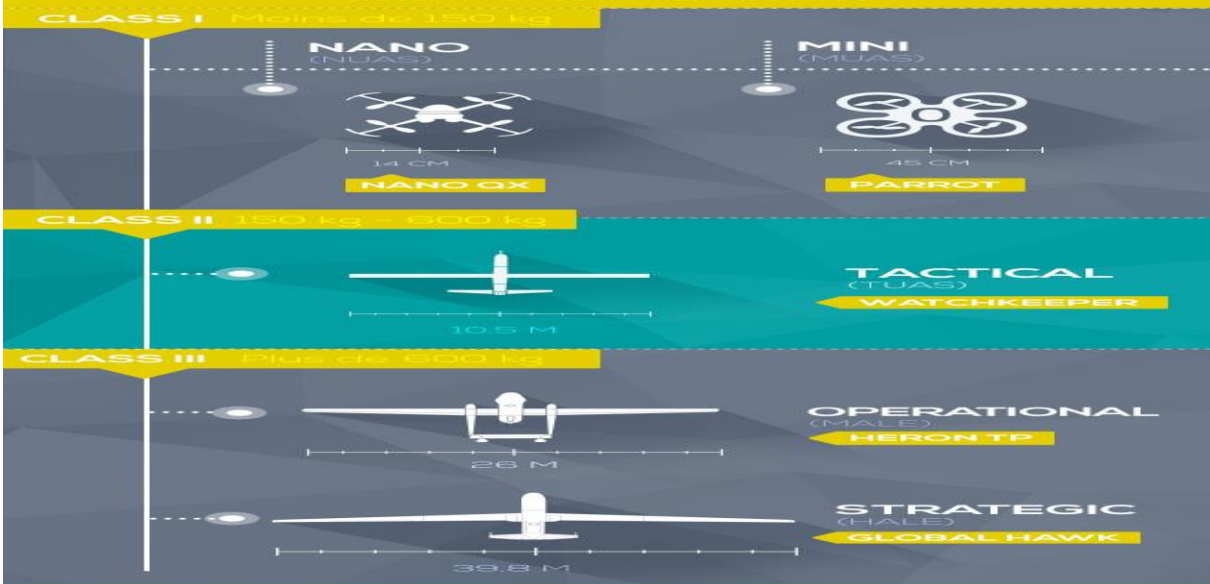 CLASS I Moins de 150 kg
NANO
(NUAS)
14 CM
NANO QX
MINI
(MUAS)
45 CM
PARROT
CLASS II 150 kg - 600 kg
10.5 M
TACTICAL
(TUAS)
WATCHKEEPER
CLASS III Plus de 600 kg
26 M
OPERATIONAL
(MALE)
HERON TP
39.8 M
STRATEGIC
(HALE)
GLOBAL HAWK